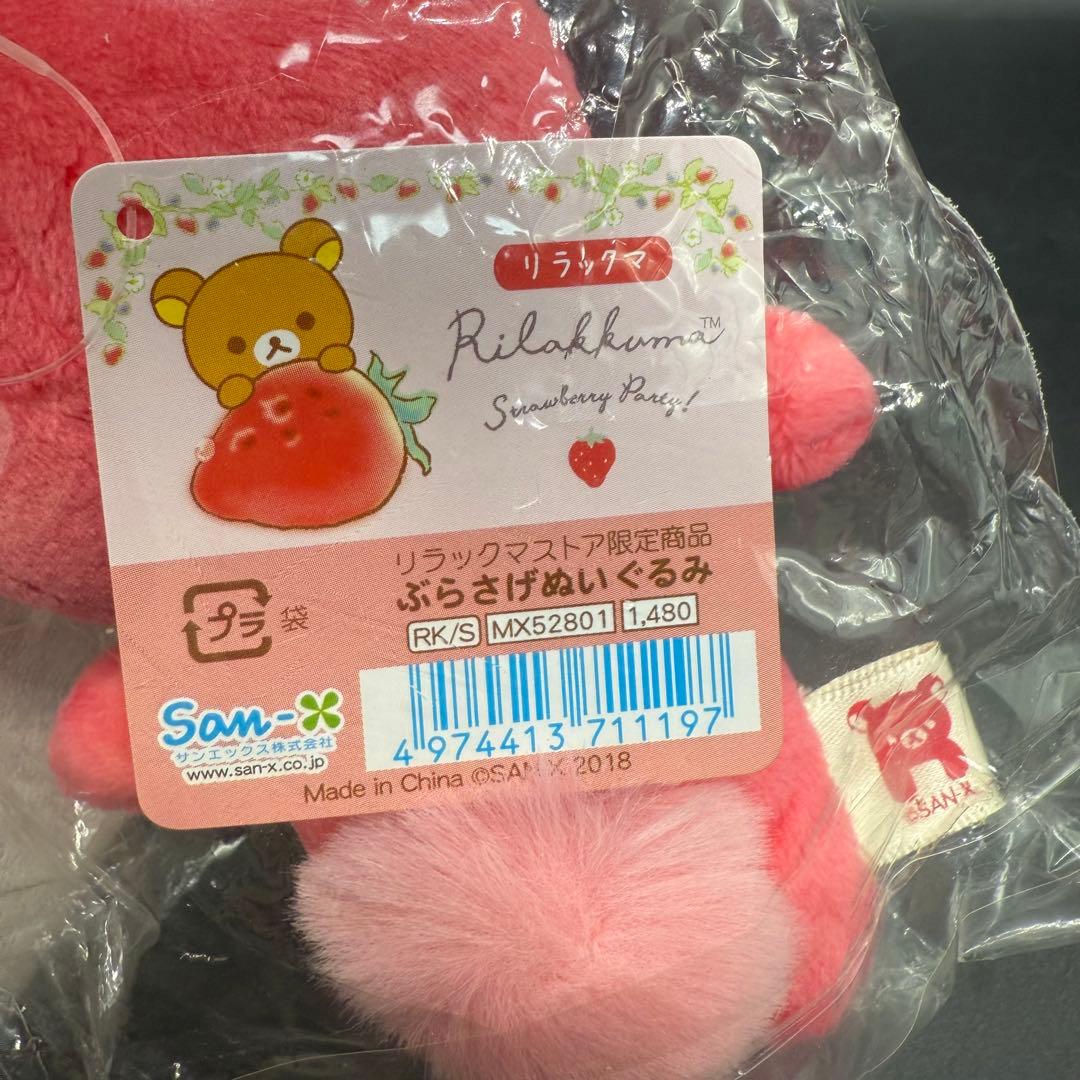 リラックマ
Rilakkuma™
Strawberry Party!
リラックマストア限定商品
ぶらさげぬいぐるみ
プラ 袋
RK/S MX52801 1,480
San-X
サンエックス株式会社
www.san-x.co.jp
4 974413 711197
Made in China ©SAN-X 2018
©SAN-X